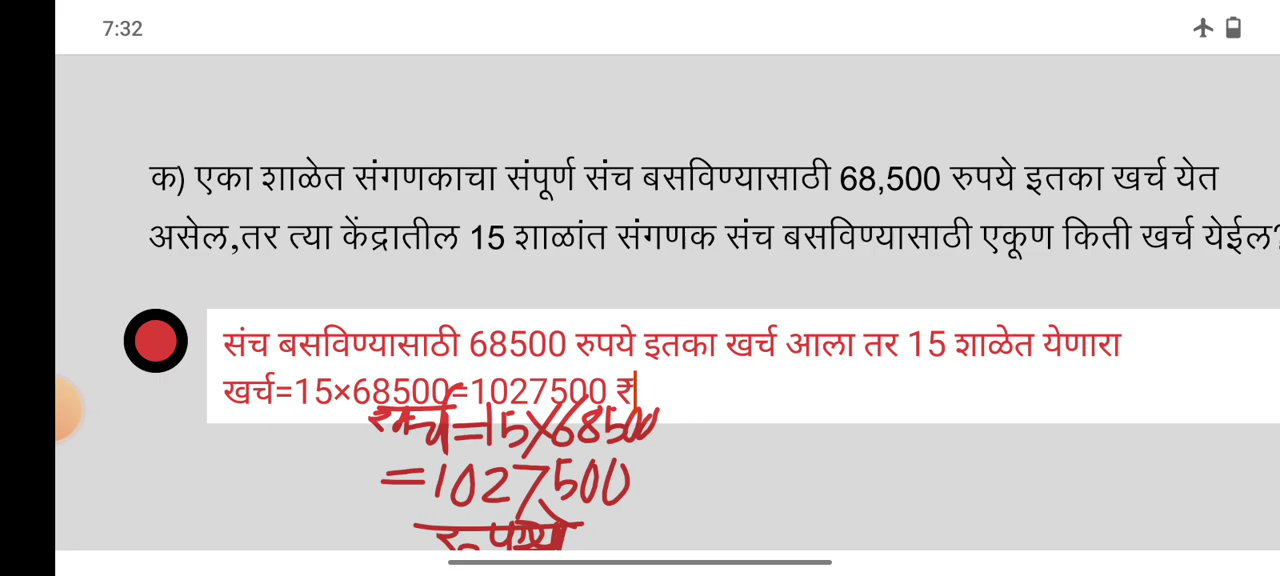 7:32
क) एका शाळेत संगणकाचा संपूर्ण संच बसविण्यासाठी 68,500 रुपये इतका खर्च येत
असेल,तर त्या केंद्रातील 15 शाळांत संगणक संच बसविण्यासाठी एकूण किती खर्च येईल?
संच बसविण्यासाठी 68500 रुपये इतका खर्च आला तर 15 शाळेत येणारा
खर्च=15×68500=1027500 ₹
खर्च=15×68500
=1027500
रुपये